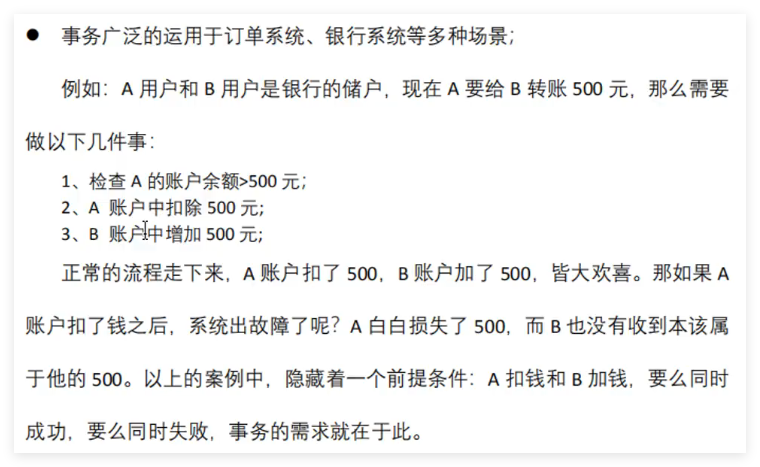 ● 事务广泛的运用于订单系统、银行系统等多种场景；
例如：A 用户和 B 用户是银行的储户，现在 A 要给 B 转账 500 元，那么需要
做以下几件事：
1、检查 A 的账户余额>500 元；
2、A 账户中扣除 500 元;
3、B 账户中增加 500 元;
正常的流程走下来，A 账户扣了 500，B 账户加了 500，皆大欢喜。那如果 A
账户扣了钱之后，系统出故障了呢？A 白白损失了 500，而 B 也没有收到本该属
于他的 500。以上的案例中，隐藏着一个前提条件：A 扣钱和 B 加钱，要么同时
成功，要么同时失败，事务的需求就在于此。